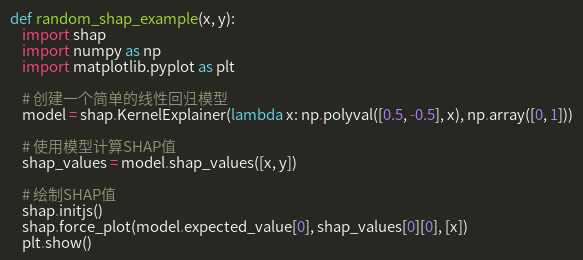 def random_shap_example(x, y):
    import shap
    import numpy as np
    import matplotlib.pyplot as plt

    # 创建一个简单的线性回归模型
    model = shap.KernelExplainer(lambda x: np.polyval([0.5, -0.5], x), np.array([0, 1]))

    # 使用模型计算SHAP值
    shap_values = model.shap_values([x, y])

    # 绘制SHAP值
    shap.initjs()
    shap.force_plot(model.expected_value[0], shap_values[0][0], [x])
    plt.show()